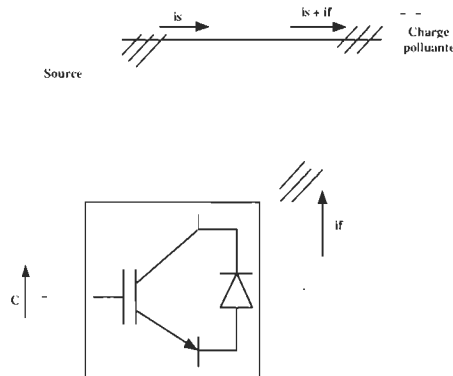 is
is + if
Charge
polluante
Source
if
C